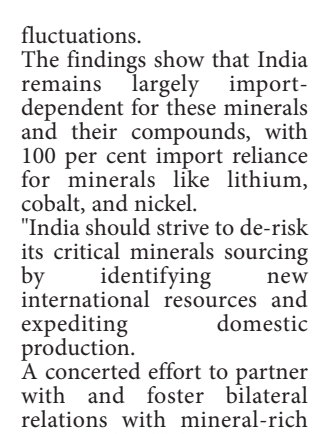 fluctuations.
The findings show that India
remains largely import-
dependent for these minerals
and their compounds, with
100 per cent import reliance
for minerals like lithium,
cobalt, and nickel.
"India should strive to de-risk
its critical minerals sourcing
by identifying new
international resources and
expediting domestic
production.
A concerted effort to partner
with and foster bilateral
relations with mineral-rich